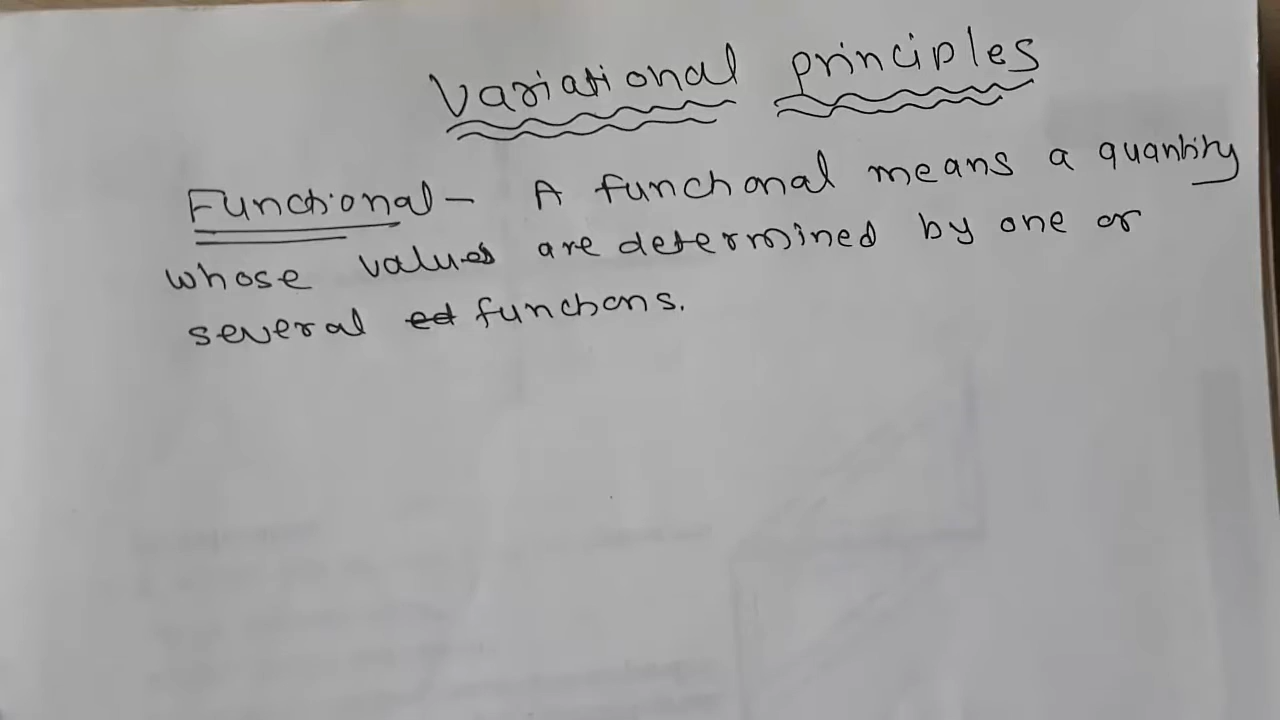 Variational principles
Functional - A functional means a quantity
whose values are determined by one or
several ed functions.